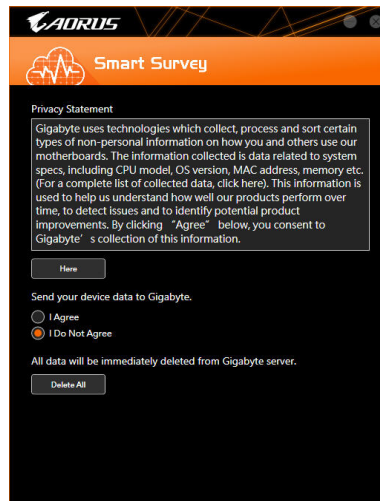 AORUS
Smart Survey
Privacy Statement
Gigabyte uses technologies which collect, process and sort certain
types of non-personal information on how you and others use our
motherboards. The information collected is data related to system
specs, including CPU model, OS version, MAC address, memory etc.
(For a complete list of collected data, click here). This information is
used to help us understand how well our products perform over
time, to detect issues and to identify potential product
improvements. By clicking “Agree” below, you consent to
Gigabyte’s collection of this information.
Here
Send your device data to Gigabyte.
I Agree
I Do Not Agree
All data will be immediately deleted from Gigabyte server.
Delete All